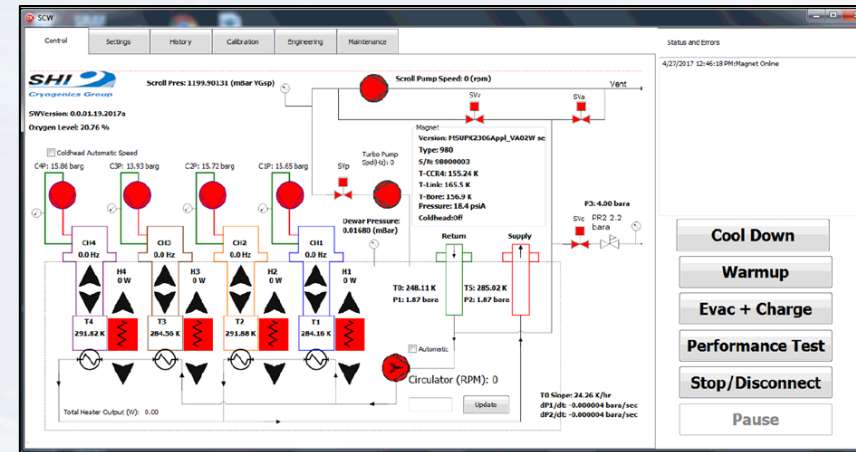 SCW
Control
Settings
History
Calibration
Engineering
Maintenance
Status and Errors
4/27/2017 12:46:18 PM:Magnet Online
SHI
Cryogenics Group
SWVersion: 0.0.01.19.2017a
Oxygen Level: 20.76 %
Scroll Pres: 1199.90131 (mBar YGsp)
Scroll Pump Speed: 0 (rpm)
Vent
SVr
SVa
Coldhead Automatic Speed
C4P: 15.86 barg
C3P: 13.93 barg
C2P: 15.72 barg
C1P: 15.65 barg
SVp
Turbo Pump
Spd(Hz): 0
Magnet
Version: MSUPK2306Appl_VA02W se
Type: 980
S/N: 98000003
T-CCR4: 155.24 K
T-Link: 165.5 K
T-Bore: 156.9 K
Pressure: 18.4 psiA
Coldhead:Off
Dewar Pressure:
0.01680 (mBar)
P3: 4.00 bara
SVc
PR2 2.2
bara
Return
Supply
CH4
0.0 Hz
CH3
0.0 Hz
CH2
0.0 Hz
CH1
0.0 Hz
H4
0 W
H3
0 W
H2
0 W
H1
0 W
T4
291.82 K
T3
284.56 K
T2
291.88 K
T1
284.16 K
T0: 248.11 K
P1: 1.87 bara
T5: 285.02 K
P2: 1.87 bara
Automatic
Circulator (RPM): 0
Update
Total Heater Output (W): 0.00
T0 Slope: 24.26 K/hr
dP1/dt: -0.000004 bara/sec
dP2/dt: -0.000004 bara/sec
Cool Down
Warmup
Evac + Charge
Performance Test
Stop/Disconnect
Pause